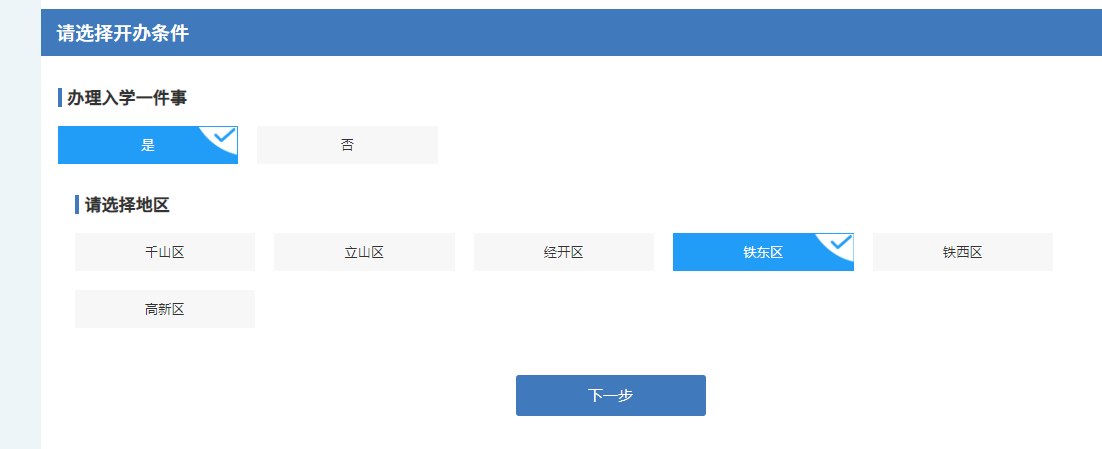 请选择开办条件
办理入学一件事
是 否
请选择地区
千山区 立山区 经开区 铁东区 铁西区
高新区
下一步